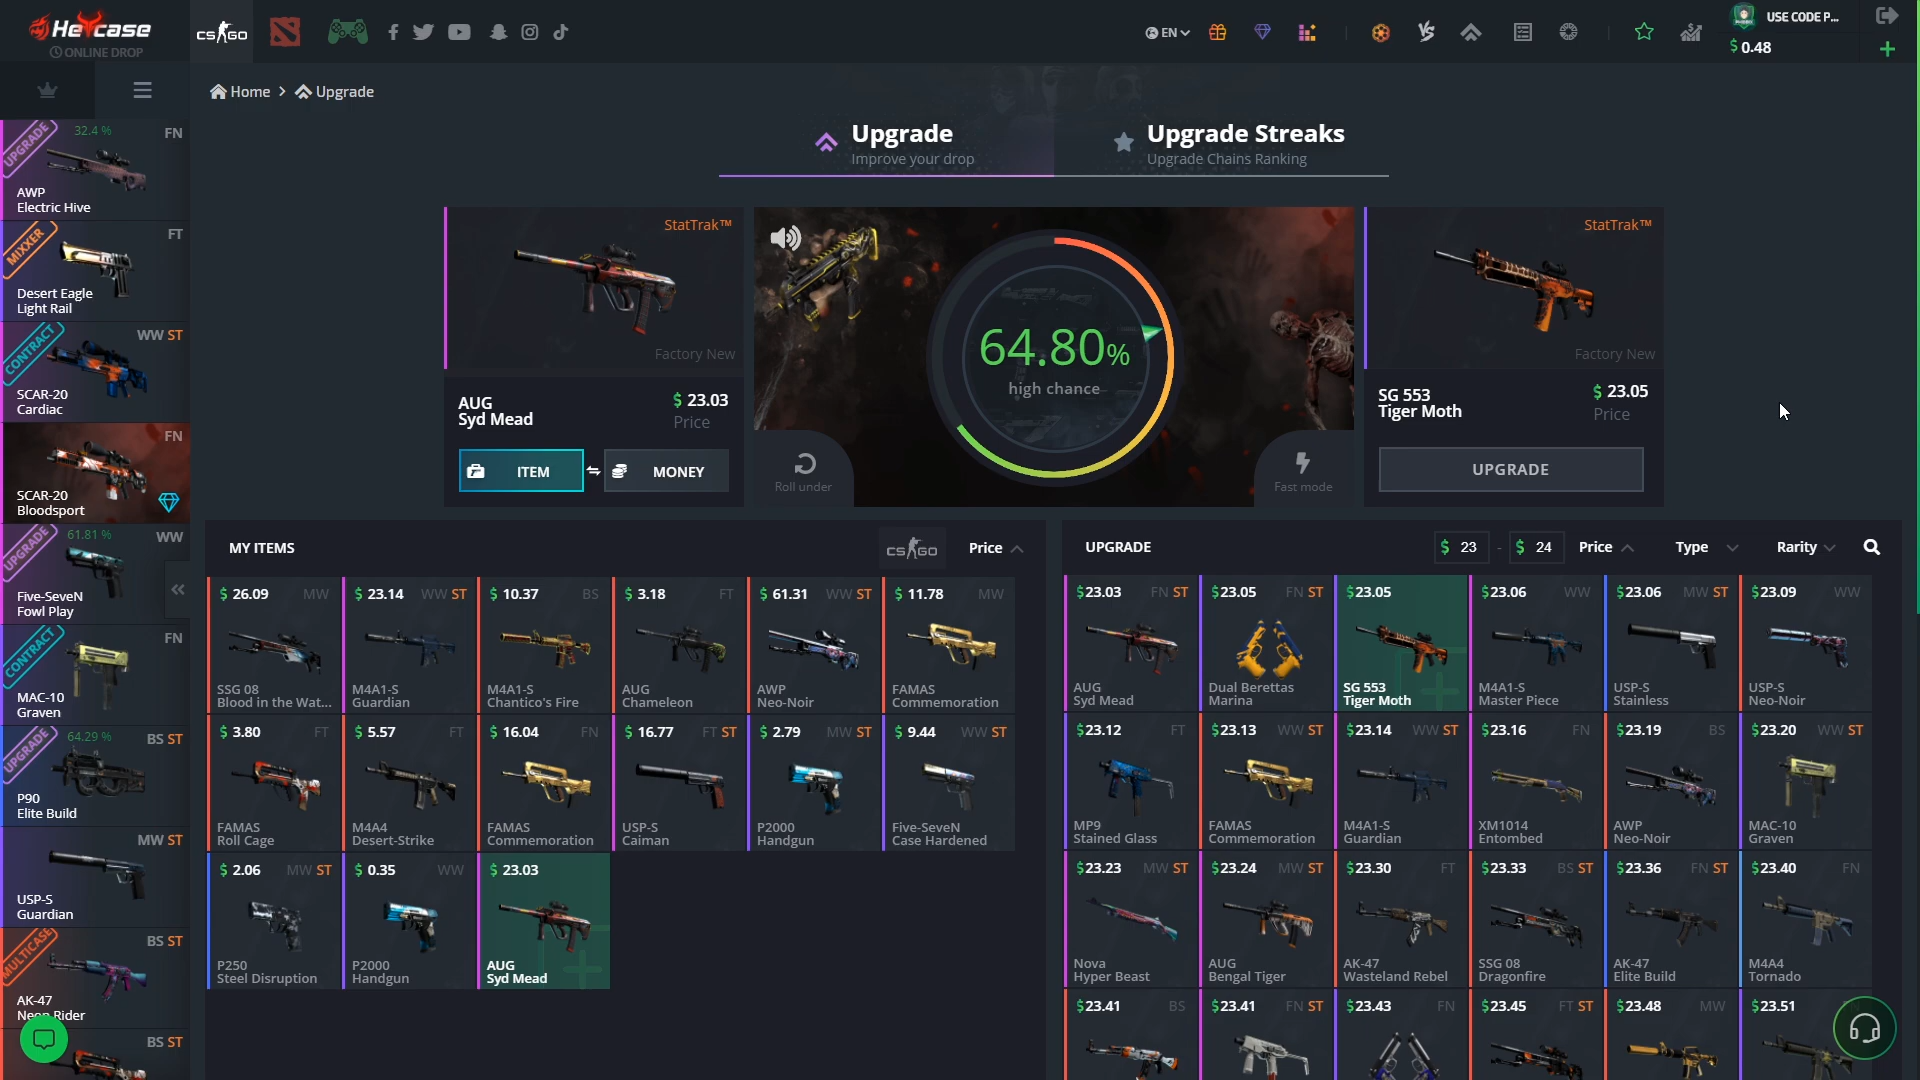 Hellcase
ONLINE DROP
CS GO
EN
USE CODE P...
$ 0.48
Home > Upgrade
Upgrade
Improve your drop
Upgrade Streaks
Upgrade Chains Ranking
UPGRADE 32.4 % FN
AWP
Electric Hive
MIXXER FT
Desert Eagle
Light Rail
CONTRACT WW ST
SCAR-20
Cardiac
FN
SCAR-20
Bloodsport
UPGRADE 61.81 % WW
Five-SeveN
Fowl Play
CONTRACT FN
MAC-10
Graven
UPGRADE 64.29 % BS ST
P90
Elite Build
MW ST
USP-S
Guardian
MULTICASE BS ST
AK-47
Neon Rider
BS ST
StatTrak™
Factory New
AUG
Syd Mead
$ 23.03
Price
ITEM
MONEY
64.80%
high chance
Roll under
Fast mode
StatTrak™
Factory New
SG 553
Tiger Moth
$ 23.05
Price
UPGRADE
MY ITEMS
CS GO
Price
$ 26.09 MW
SSG 08
Blood in the Wat...
$ 23.14 WW ST
M4A1-S
Guardian
$ 10.37 BS
M4A1-S
Chantico's Fire
$ 3.18 FT
AUG
Chameleon
$ 61.31 WW ST
AWP
Neo-Noir
$ 11.78 MW
FAMAS
Commemoration
$ 3.80 FT
FAMAS
Roll Cage
$ 5.57 FT
M4A4
Desert-Strike
$ 16.04 FN
FAMAS
Commemoration
$ 16.77 FT ST
USP-S
Caiman
$ 2.79 MW ST
P2000
Handgun
$ 9.44 WW ST
Five-SeveN
Case Hardened
$ 2.06 MW ST
P250
Steel Disruption
$ 0.35 WW
P2000
Handgun
$ 23.03
AUG
Syd Mead
UPGRADE
$ 23 - $ 24
Price
Type
Rarity
$23.03 FN ST
AUG
Syd Mead
$23.05 FN ST
Dual Berettas
Marina
$23.05
SG 553
Tiger Moth
$23.06 WW
M4A1-S
Master Piece
$23.06 MW ST
USP-S
Stainless
$23.09 WW
USP-S
Neo-Noir
$23.12 FT
MP9
Stained Glass
$23.13 WW ST
FAMAS
Commemoration
$23.14 WW ST
M4A1-S
Guardian
$23.16 FN
XM1014
Entombed
$23.19 BS
AWP
Neo-Noir
$23.20 WW ST
MAC-10
Graven
$23.23 MW ST
Nova
Hyper Beast
$23.24 MW ST
AUG
Bengal Tiger
$23.30 FT
AK-47
Wasteland Rebel
$23.33 BS ST
SSG 08
Dragonfire
$23.36 FN ST
AK-47
Elite Build
$23.40 FN
M4A4
Tornado
$23.41 BS
$23.41 FN ST
$23.43 FN
$23.45 FT ST
$23.48 MW
$23.51